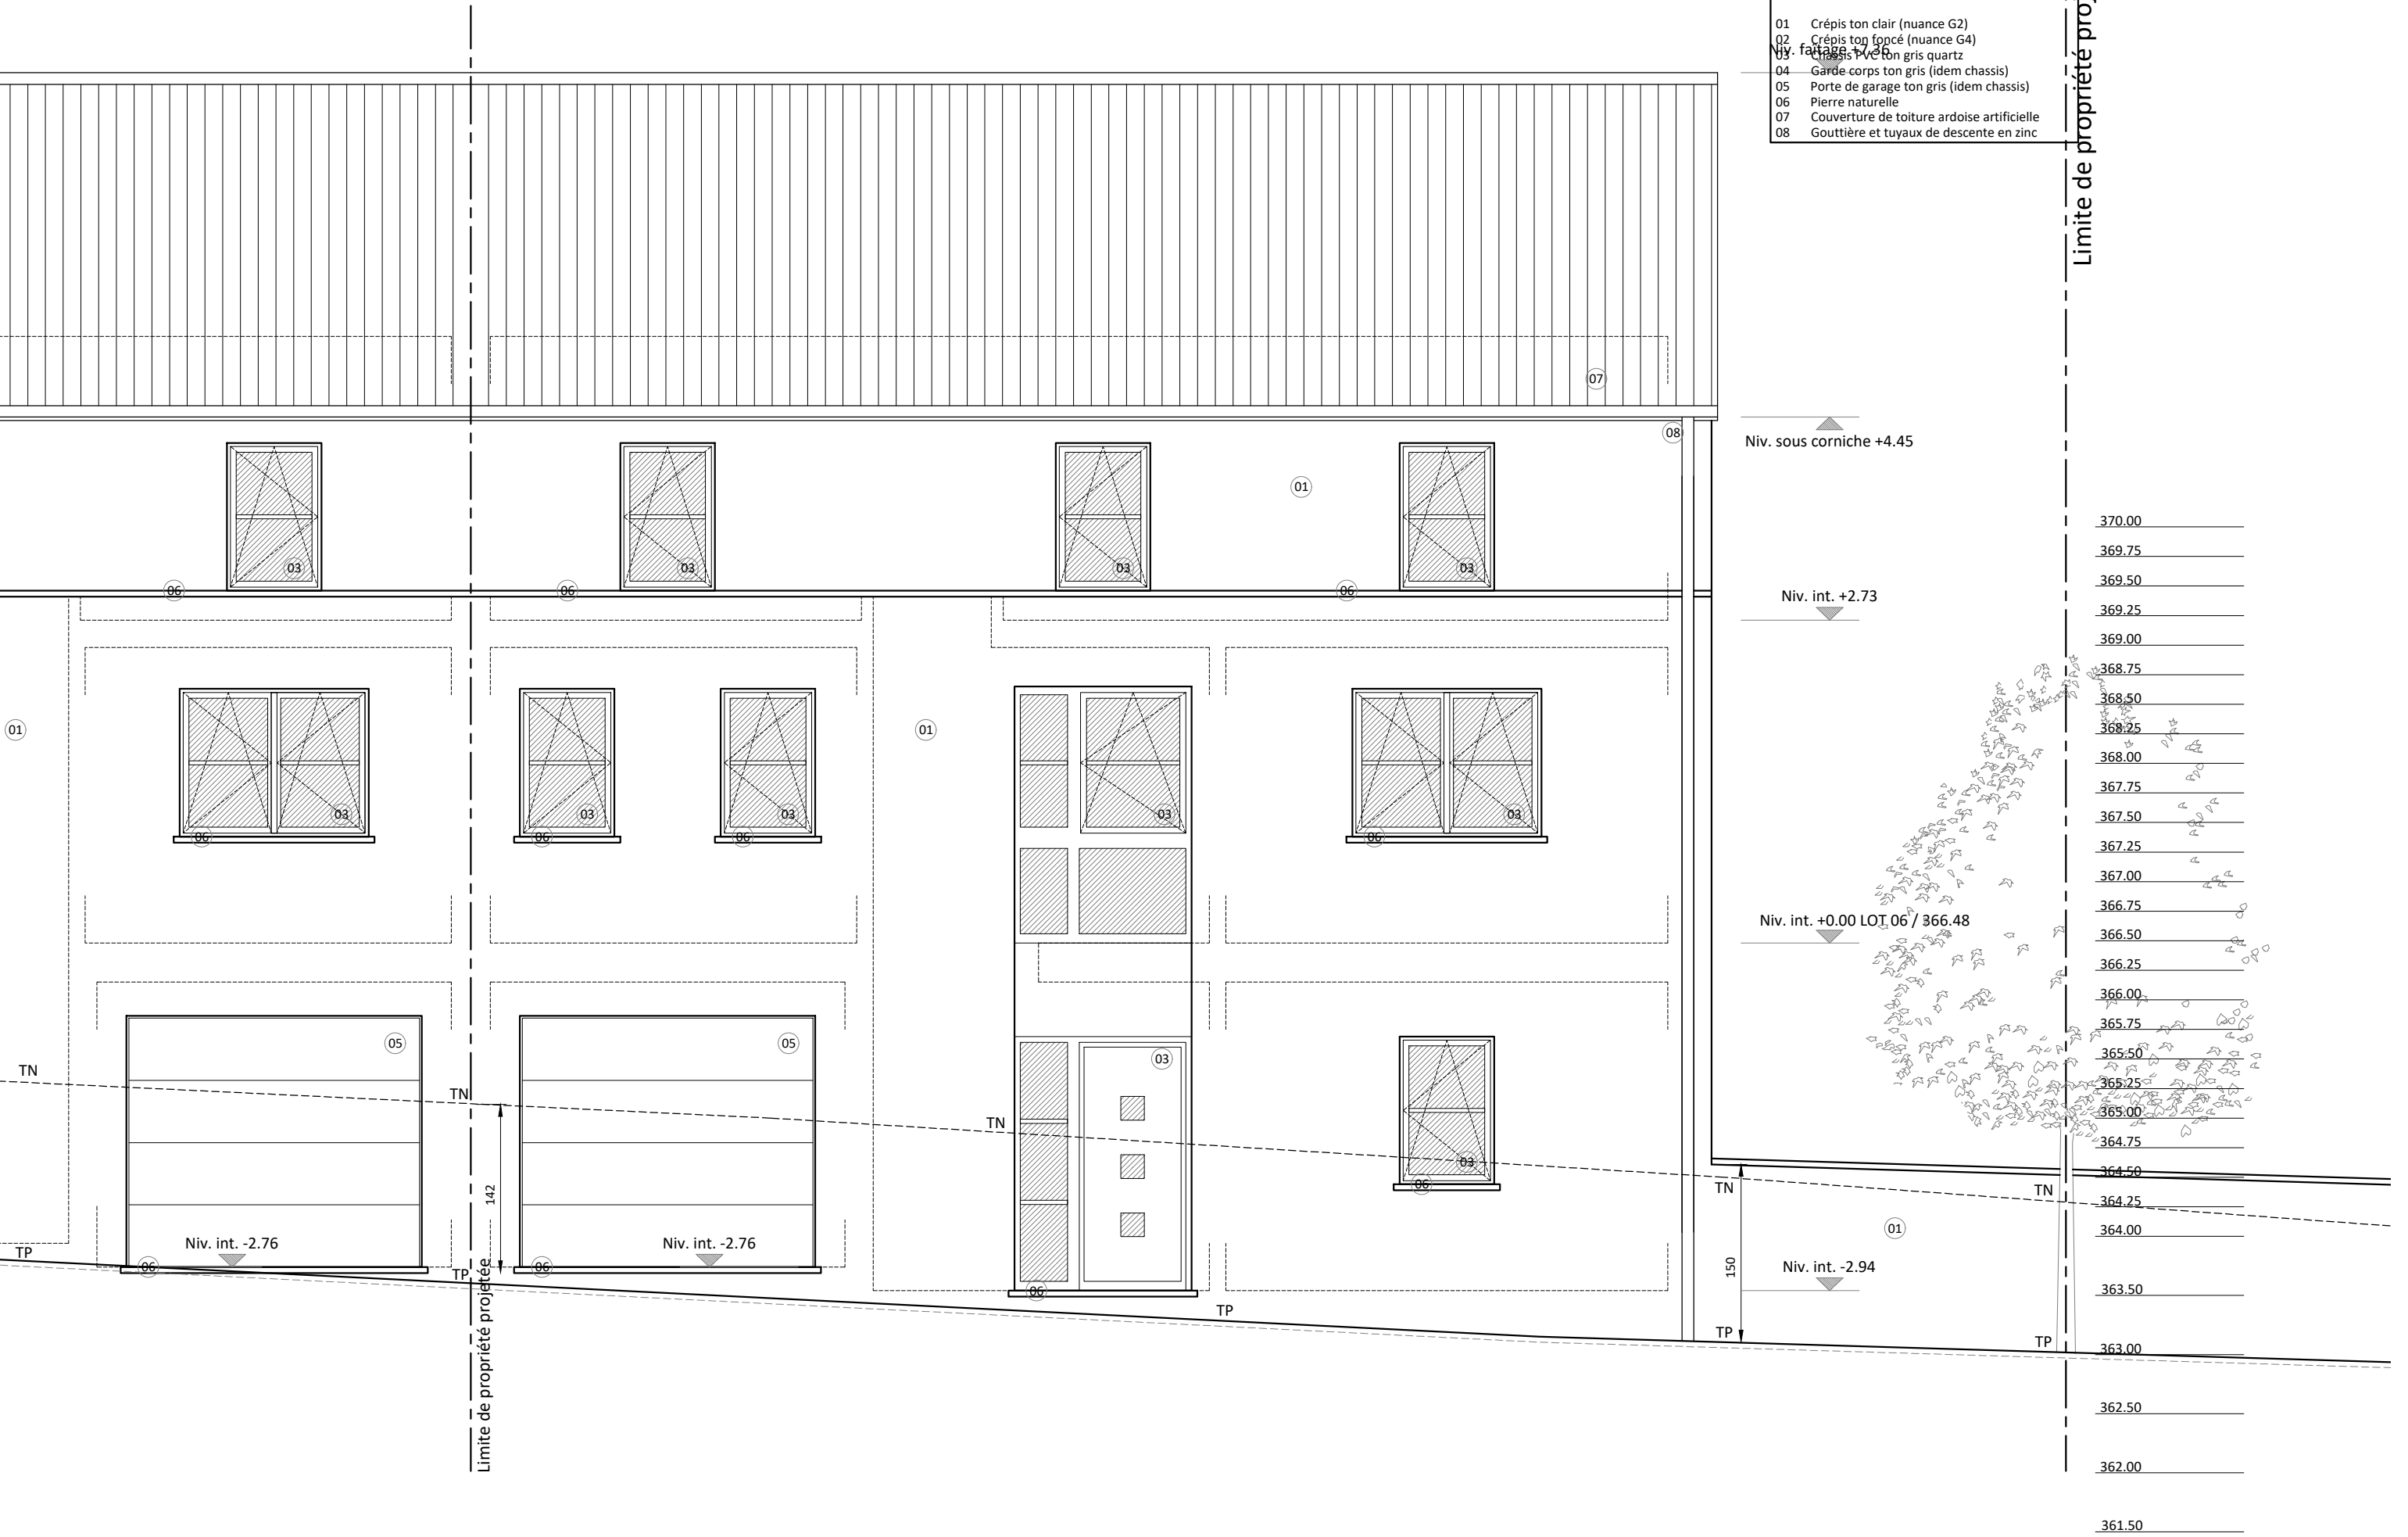 01 Crépis ton clair (nuance G2)
02 Crépis ton foncé (nuance G4)
03 Chassis PVC ton gris quartz
04 Garde corps ton gris (idem chassis)
05 Porte de garage ton gris (idem chassis)
06 Pierre naturelle
07 Couverture de toiture ardoise artificielle
08 Gouttière et tuyaux de descente en zinc
Niv. faîtage +7.36
Limite de propriété proj
07
08
Niv. sous corniche +4.45
01
03
03
03
03
06
06
06
Niv. int. +2.73
01
01
03
03
03
03
03
06
06
06
06
Niv. int. +0.00 LOT 06 / 366.48
05
05
03
03
06
TN
TN
TN
TN
TN
142
150
01
Niv. int. -2.76
Niv. int. -2.76
Niv. int. -2.94
06
06
06
TP
TP
TP
TP
TP
Limite de propriété projetée
370.00
369.75
369.50
369.25
369.00
368.75
368.50
368.25
368.00
367.75
367.50
367.25
367.00
366.75
366.50
366.25
366.00
365.75
365.50
365.25
365.00
364.75
364.50
364.25
364.00
363.50
363.00
362.50
362.00
361.50